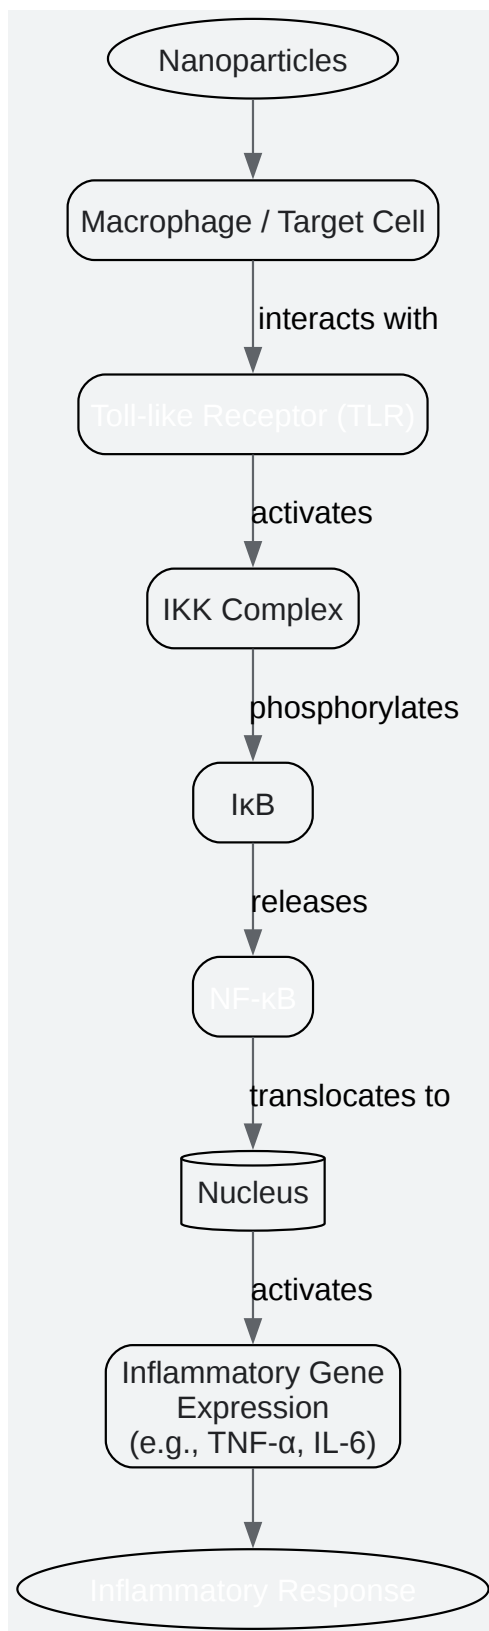 Nanoparticles
Macrophage / Target Cell
interacts with
Toll-like Receptor (TLR)
activates
IKK Complex
phosphorylates
IκB
releases
NF-κB
translocates to
Nucleus
activates
Inflammatory Gene
Expression
(e.g., TNF-α, IL-6)
Inflammatory Response